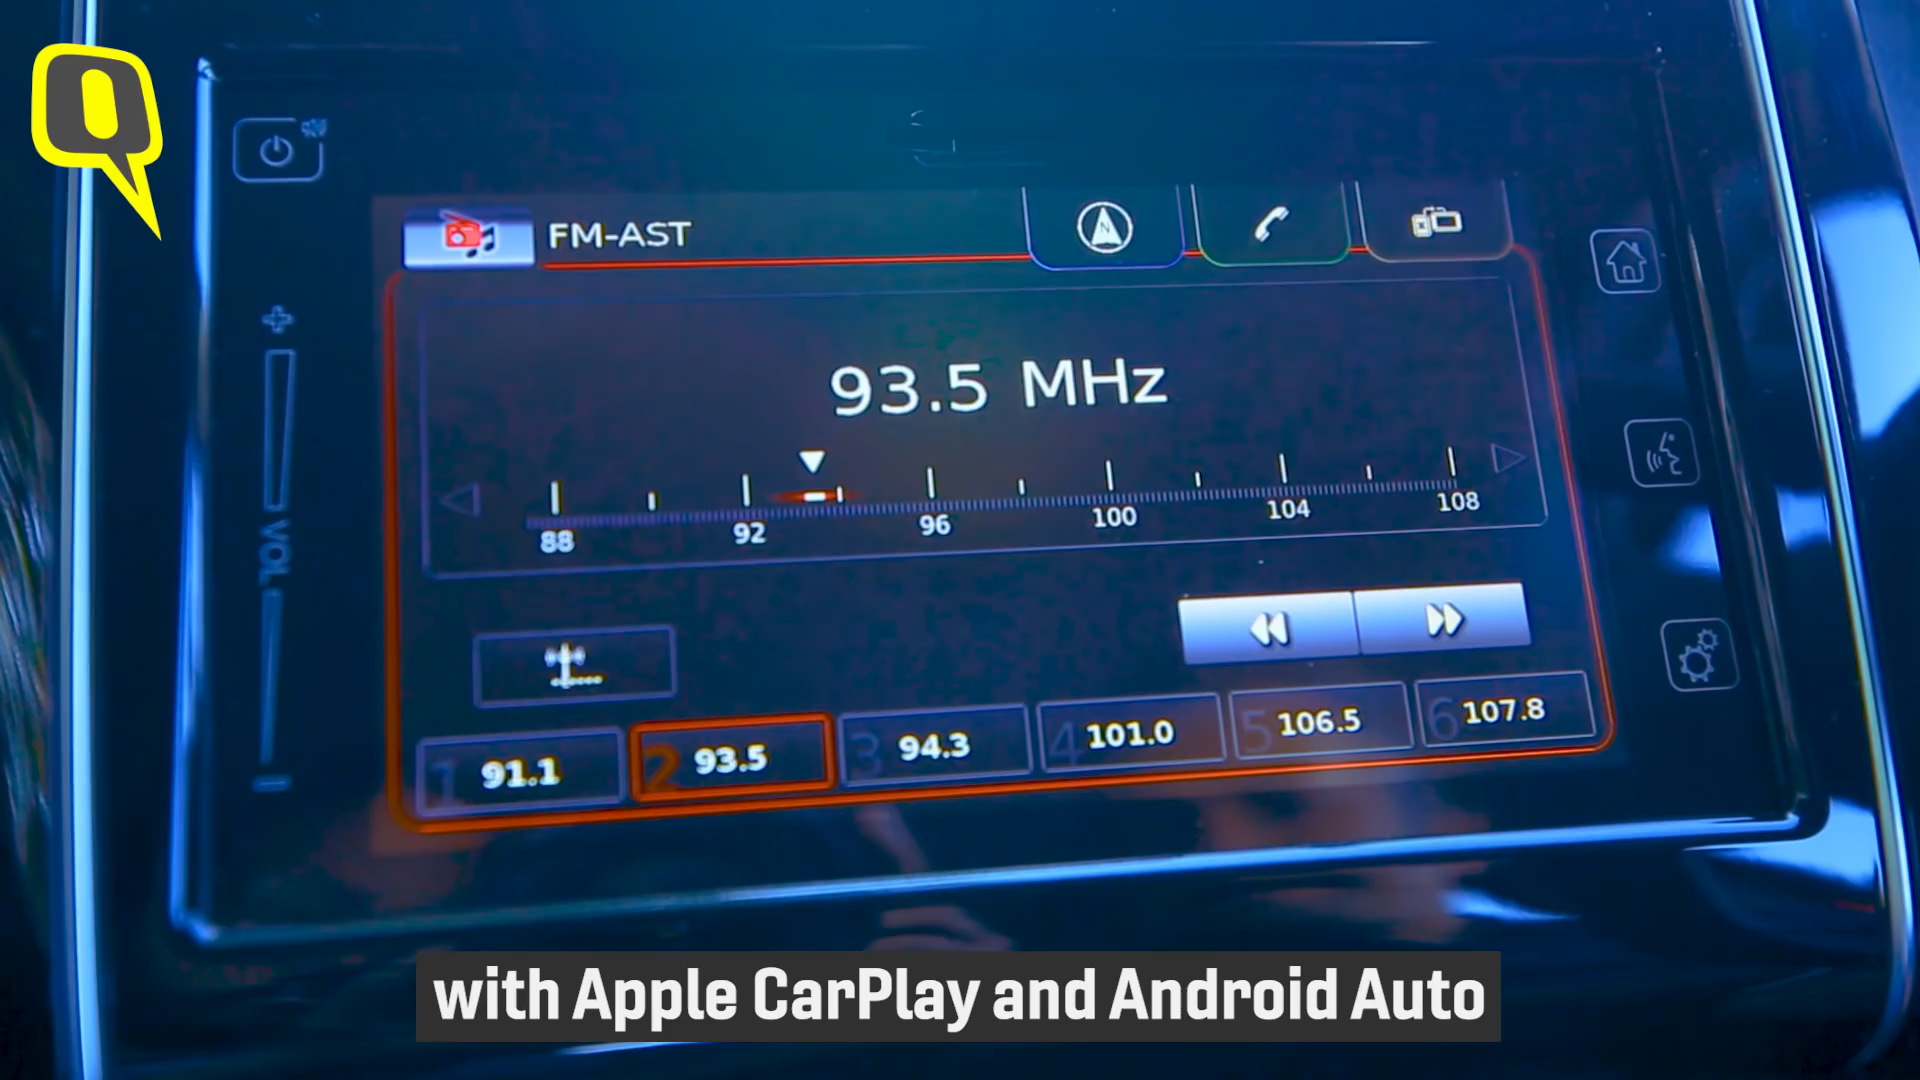 Q
FM-AST
N
93.5 MHz
88 92 96 100 104 108
VOL
1 91.1
2 93.5
3 94.3
4 101.0
5 106.5
6 107.8
with Apple CarPlay and Android Auto